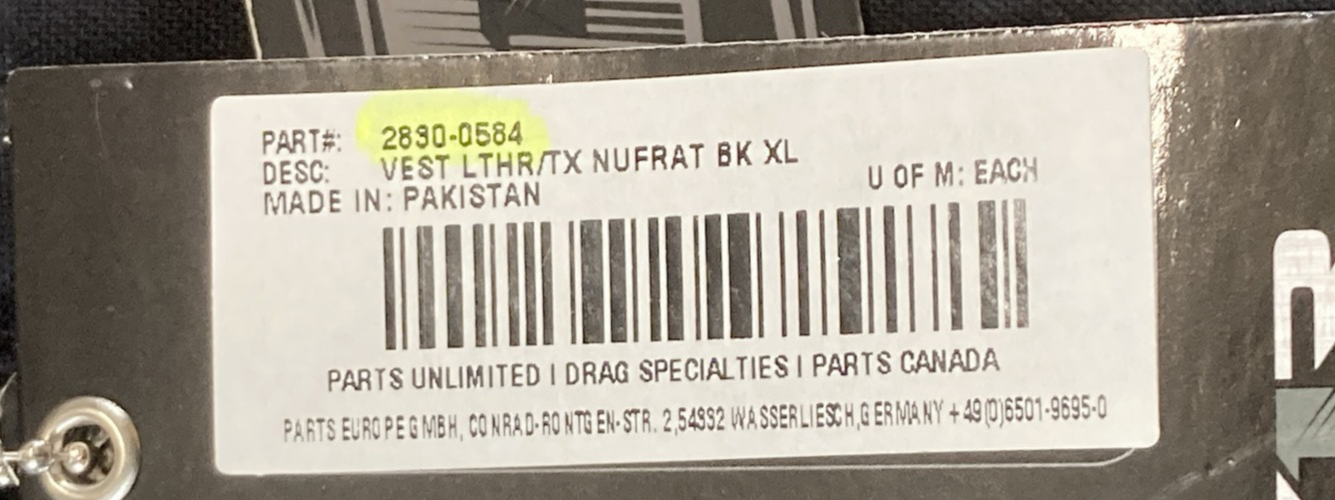 PART#: 2830-0584
DESC: VEST LTHR/TX NUFRAT BK XL
MADE IN: PAKISTAN
U OF M: EACH
PARTS UNLIMITED | DRAG SPECIALTIES | PARTS CANADA
PARTS EUROPE GMBH, CONRAD-RONTGEN-STR. 2,54332 WASSERLIESCH,GERMANY +49(0)6501-9695-0